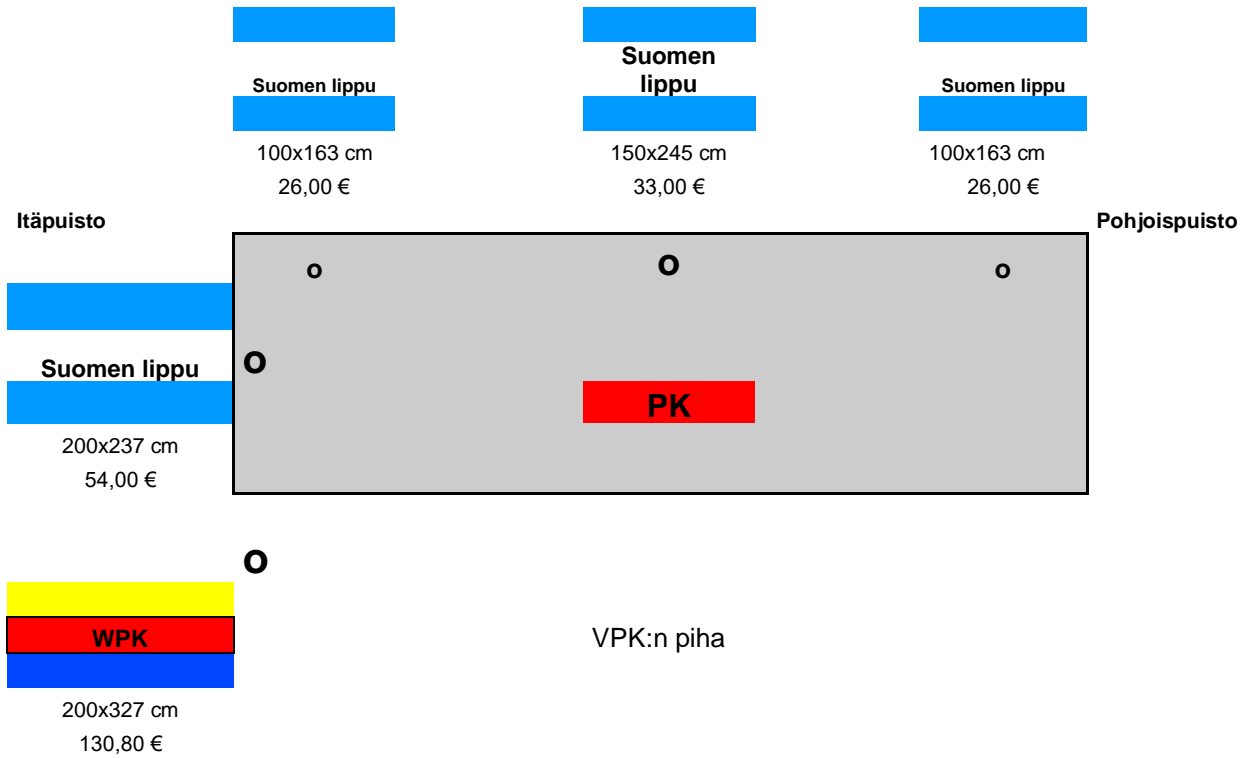 Suomen lippu
Suomen
lippu
Suomen lippu
100x163 cm
150x245 cm
100x163 cm
26,00 €
33,00 €
26,00 €
Itäpuisto
Pohjoispuisto
o
o
o
Suomen lippu
o
PK
200x237 cm
54,00 €
o
WPK
VPK:n piha
200x327 cm
130,80 €